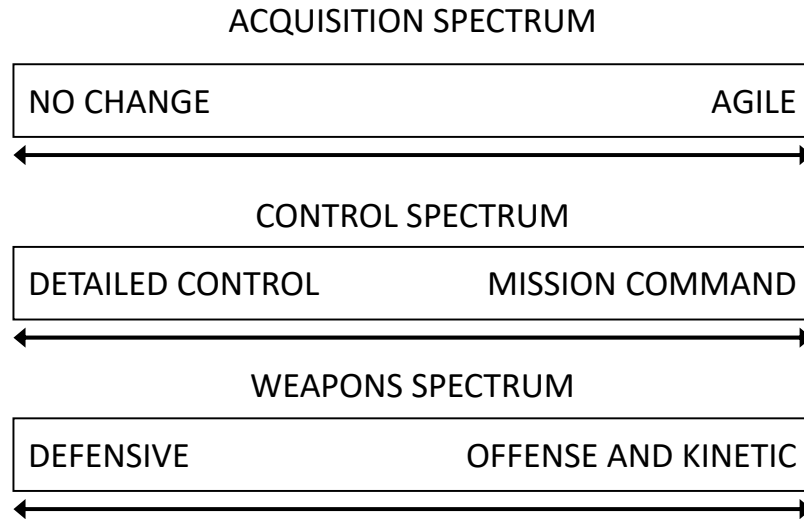 ACQUISITION SPECTRUM
NO CHANGE AGILE
CONTROL SPECTRUM
DETAILED CONTROL MISSION COMMAND
WEAPONS SPECTRUM
DEFENSIVE OFFENSE AND KINETIC